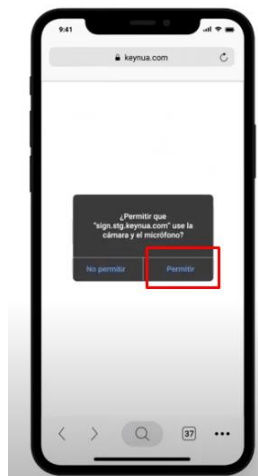 9:41
keynua.com
¿Permitir que
"sign.stg.keynua.com" use la
cámara y el micrófono?
No permitir Permitir
37